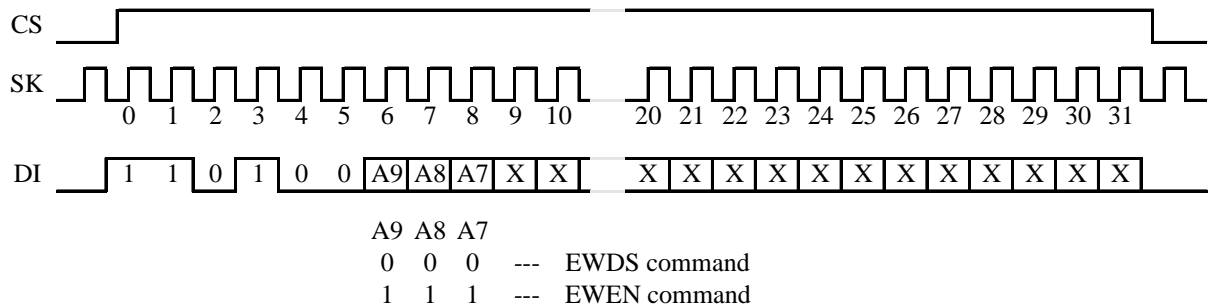 CS
SK
0 1 2 3 4 5 6 7 8 9 10 20 21 22 23 24 25 26 27 28 29 30 31
DI 1 1 0 1 0 0 A9 A8 A7 X X X X X X X X X X X X X X
A9 A8 A7
0 0 0 --- EWDS command
1 1 1 --- EWEN command